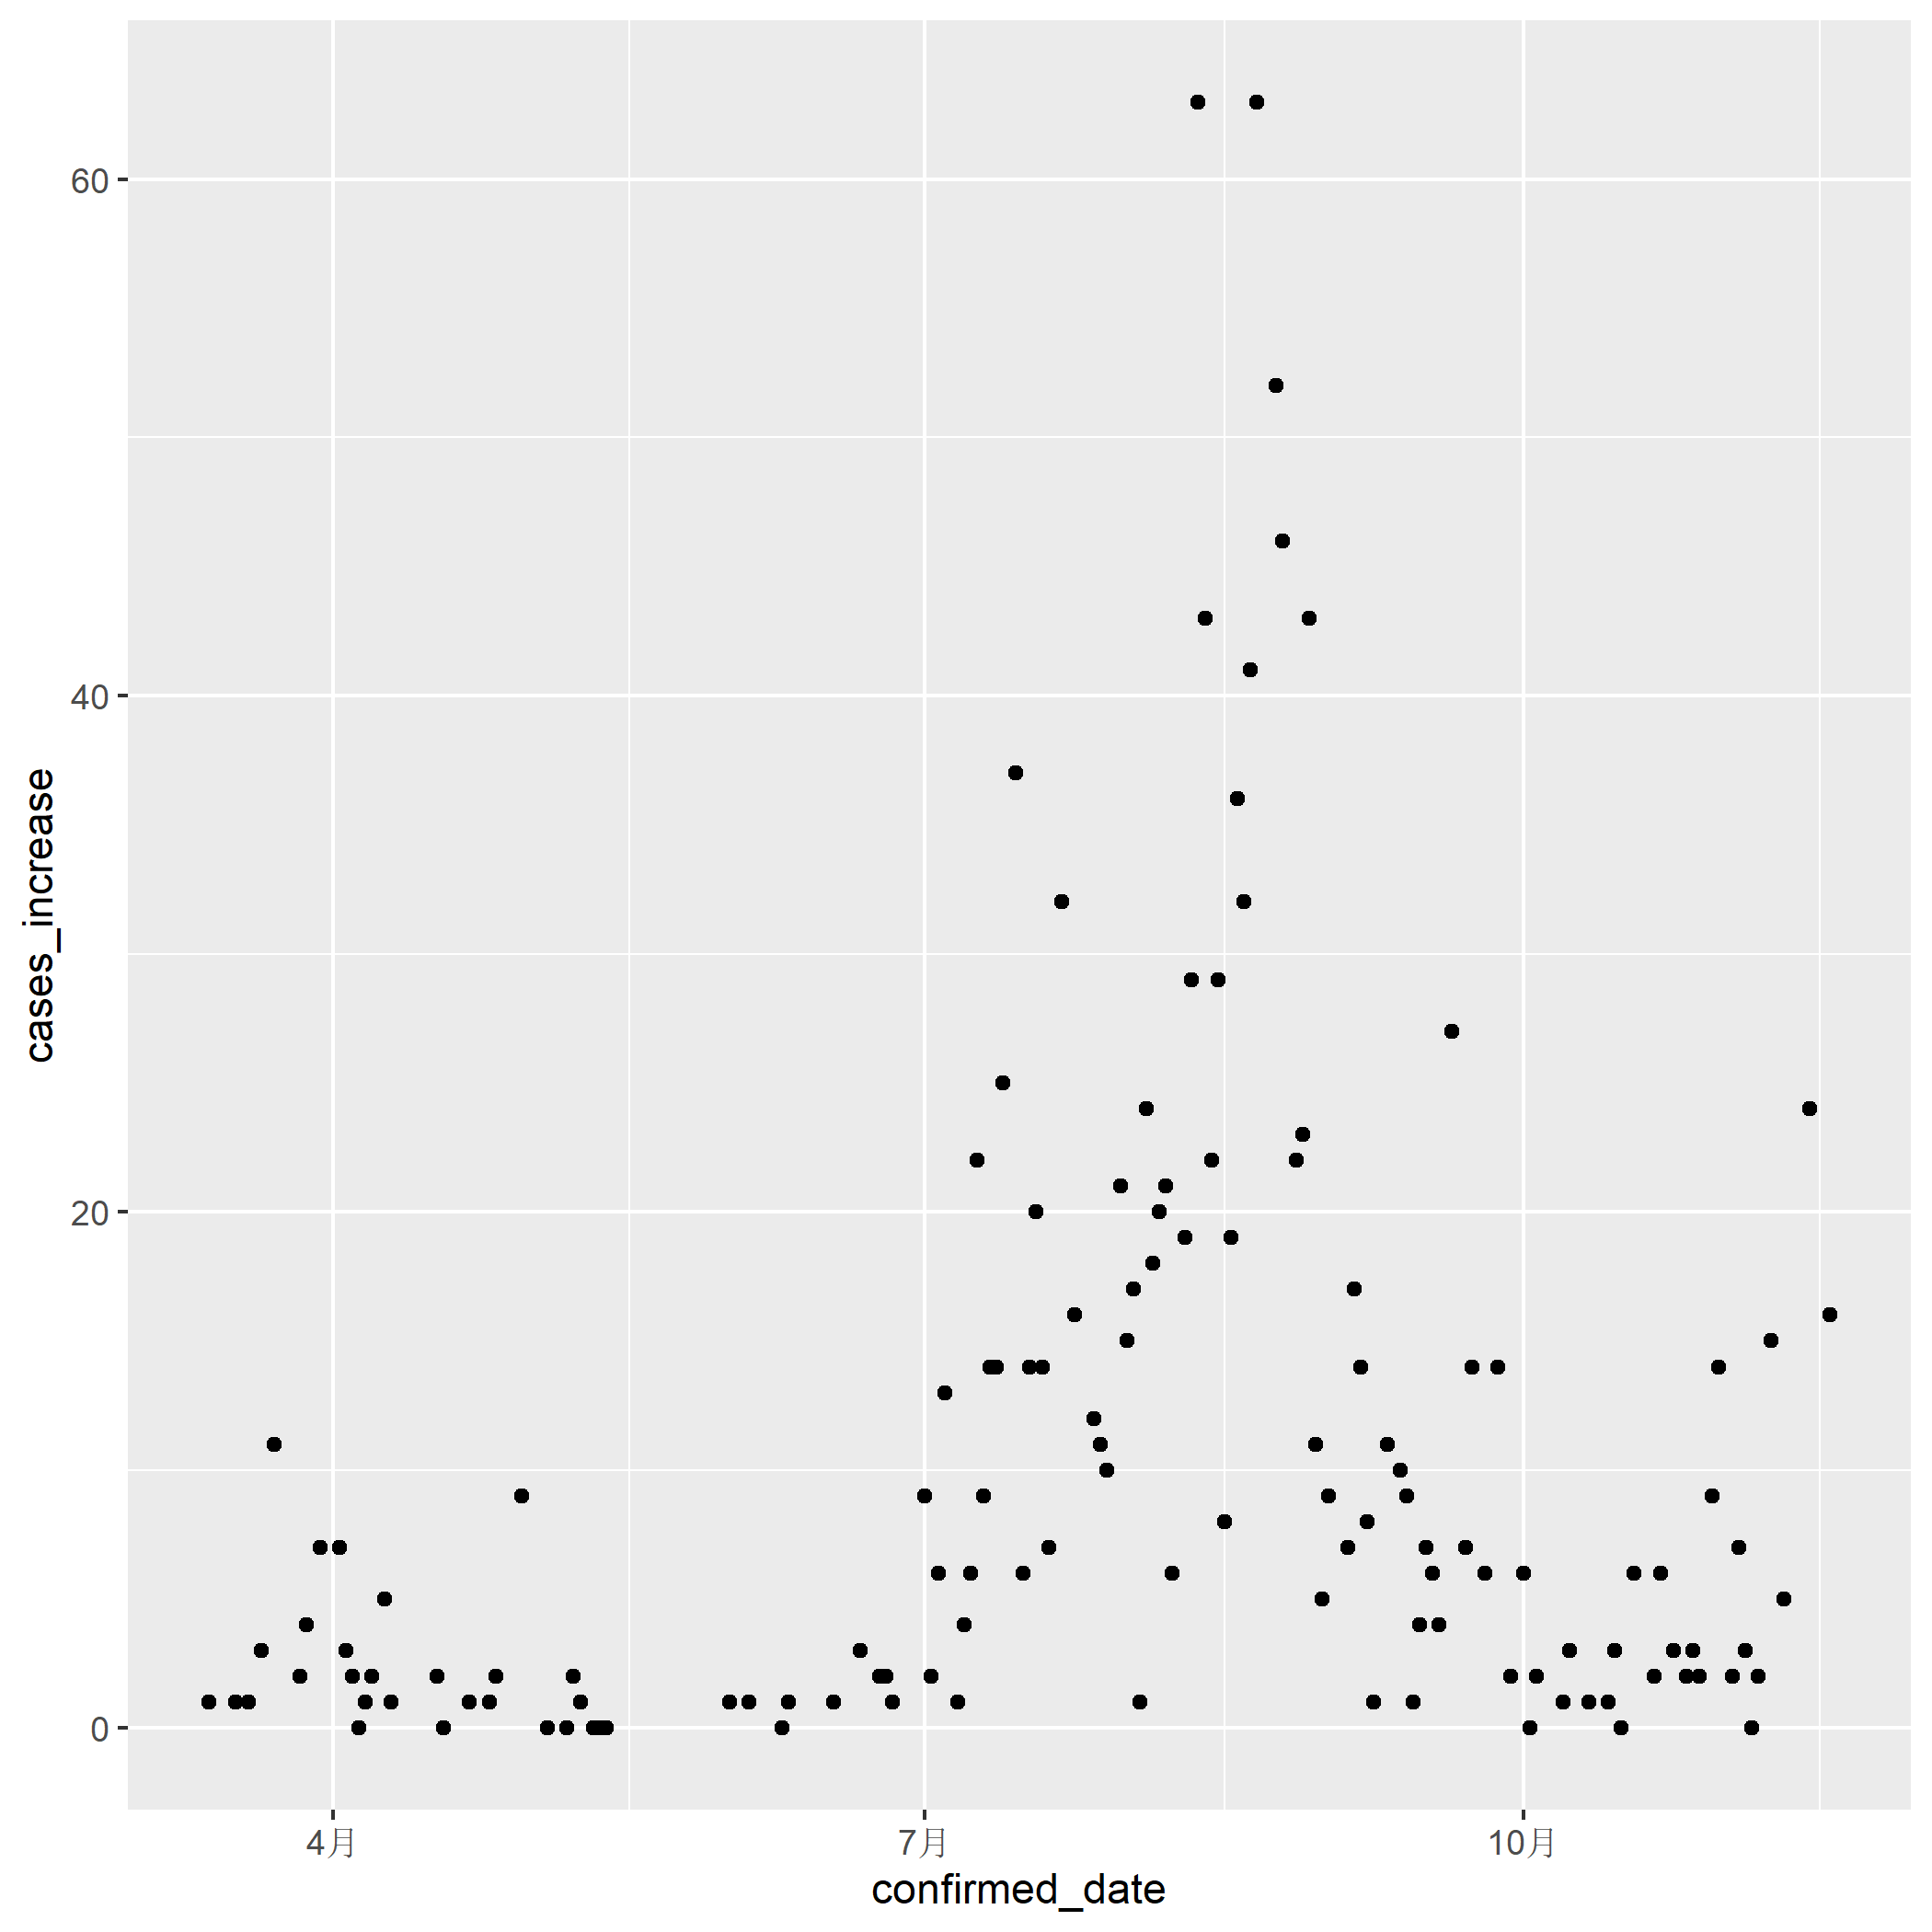 60
40
20
0
cases_increase
4月
7月
10月
confirmed_date